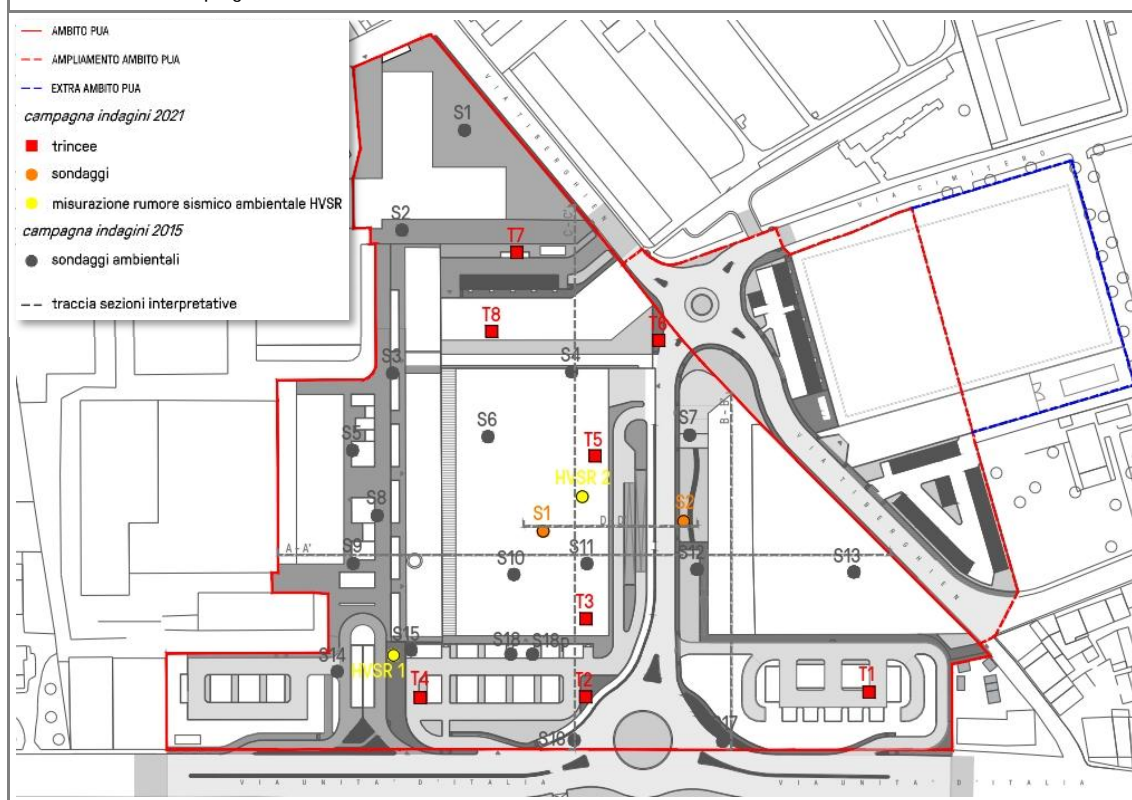 AMBITO PUA
AMPLIAMENTO AMBITO PUA
EXTRA AMBITO PUA
campagna indagini 2021
trincee
sondaggi
misurazione rumore sismico ambientale HVSR
campagna indagini 2015
sondaggi ambientali
traccia sezioni interpretative
VIA TIBERGHIEN
VIA CIMITERO
S1
S2
C - C'
T7
T8
T6
S3
S4
S6
S7
B - B'
S5
T5
HVSR 2
S8
S1
S2
VIA TIBERGHIEN
A - A'
S9
S10
S11
S12
S13
T3
S15
S18
S18p
S14
HVSR 1
T4
T2
T1
S16
S17
VIA UNITA' D'ITALIA
VIA UNITA' D'ITALIA